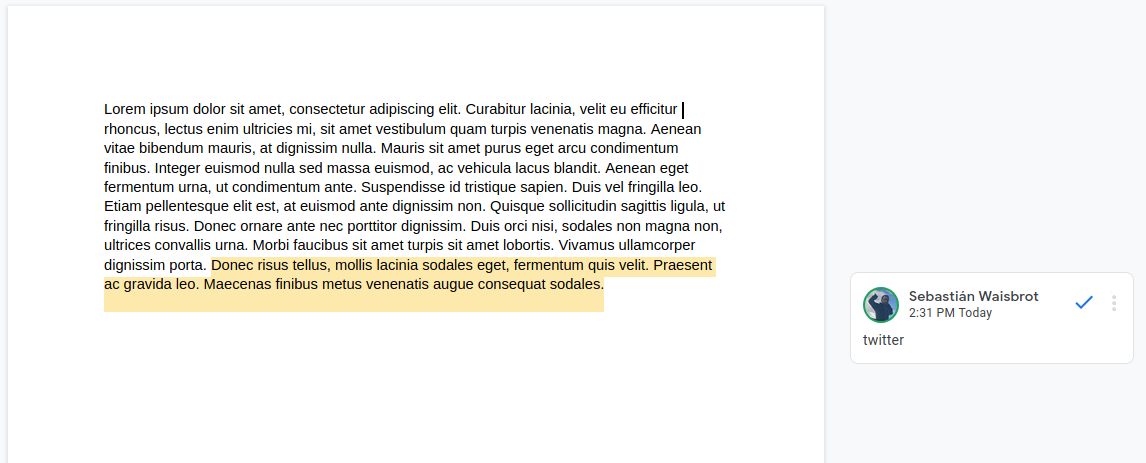 Lorem ipsum dolor sit amet, consectetur adipiscing elit. Curabitur lacinia, velit eu efficitur
rhoncus, lectus enim ultricies mi, sit amet vestibulum quam turpis venenatis magna. Aenean
vitae bibendum mauris, at dignissim nulla. Mauris sit amet purus eget arcu condimentum
finibus. Integer euismod nulla sed massa euismod, ac vehicula lacus blandit. Aenean eget
fermentum urna, ut condimentum ante. Suspendisse id tristique sapien. Duis vel fringilla leo.
Etiam pellentesque elit est, at euismod ante dignissim non. Quisque sollicitudin sagittis ligula, ut
fringilla risus. Donec ornare ante nec porttitor dignissim. Duis orci nisi, sodales non magna non,
ultrices convallis urna. Morbi faucibus sit amet turpis sit amet lobortis. Vivamus ullamcorper
dignissim porta. Donec risus tellus, mollis lacinia sodales eget, fermentum quis velit. Praesent
ac gravida leo. Maecenas finibus metus venenatis augue consequat sodales.
Sebastián Waisbrot
2:31 PM Today
twitter